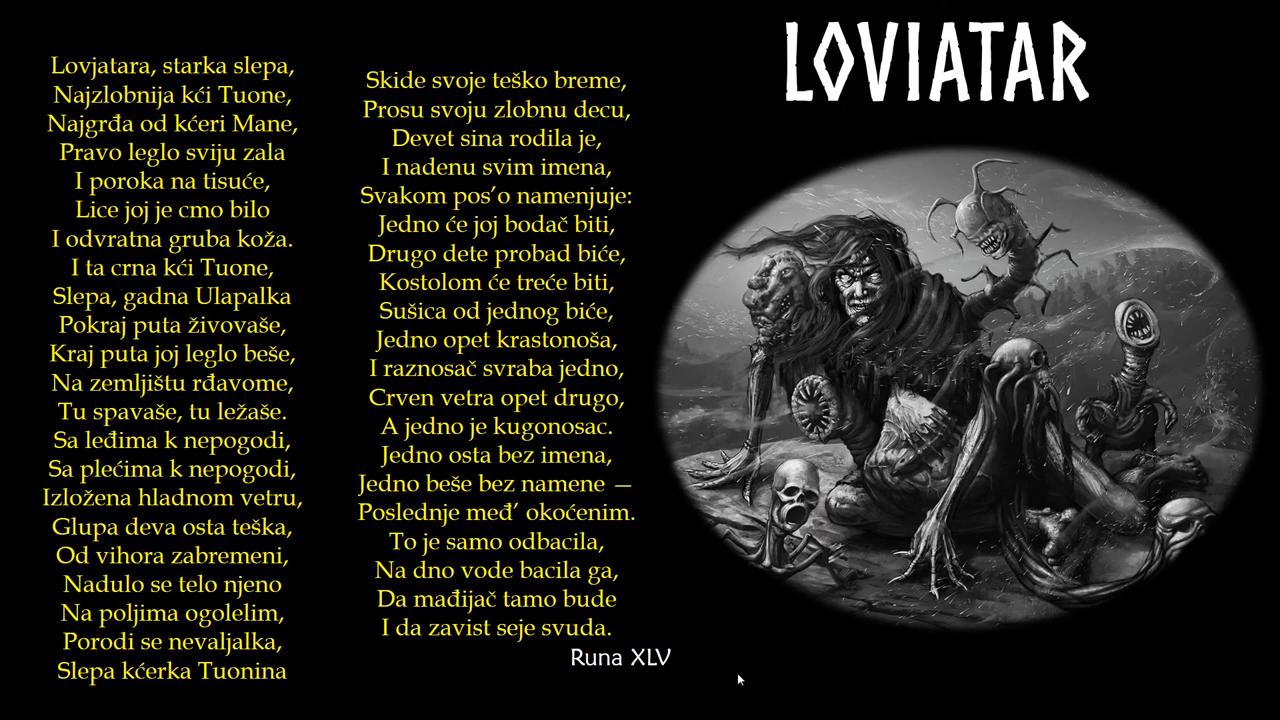 LOVIATAR
Lovjatara, starka slepa,
Najzlobnija kći Tuone,
Najgrđa od kćeri Mane,
Pravo leglo sviju zala
I poroka na tisuće,
Lice joj je cmo bilo
I odvratna gruba koža.
I ta crna kći Tuone,
Slepa, gadna Ulapalka
Pokraj puta živovaše,
Kraj puta joj leglo beše,
Na zemljištu rđavome,
Tu spavaše, tu ležaše.
Sa leđima k nepogodi,
Sa plećima k nepogodi,
Izložena hladnom vetru,
Glupa deva osta teška,
Od vihora zabremeni,
Nadulo se telo njeno
Na poljima ogolelim,
Porodi se nevaljalka,
Slepa kćerka Tuonina
Skide svoje teško breme,
Prosu svoju zlobnu decu,
Devet sina rodila je,
I nadenu svim imena,
Svakom pos’o namenjuje:
Jedno će joj bodač biti,
Drugo dete probad biće,
Kostolom će treće biti,
Sušica od jednog biće,
Jedno opet krastonoša,
I raznosač svraba jedno,
Crven vetra opet drugo,
A jedno je kugonosac.
Jedno osta bez imena,
Jedno beše bez namene —
Poslednje međ’ okoćenim.
To je samo odbacila,
Na dno vode bacila ga,
Da mađijač tamo bude
I da zavist seje svuda.
Runa XLV